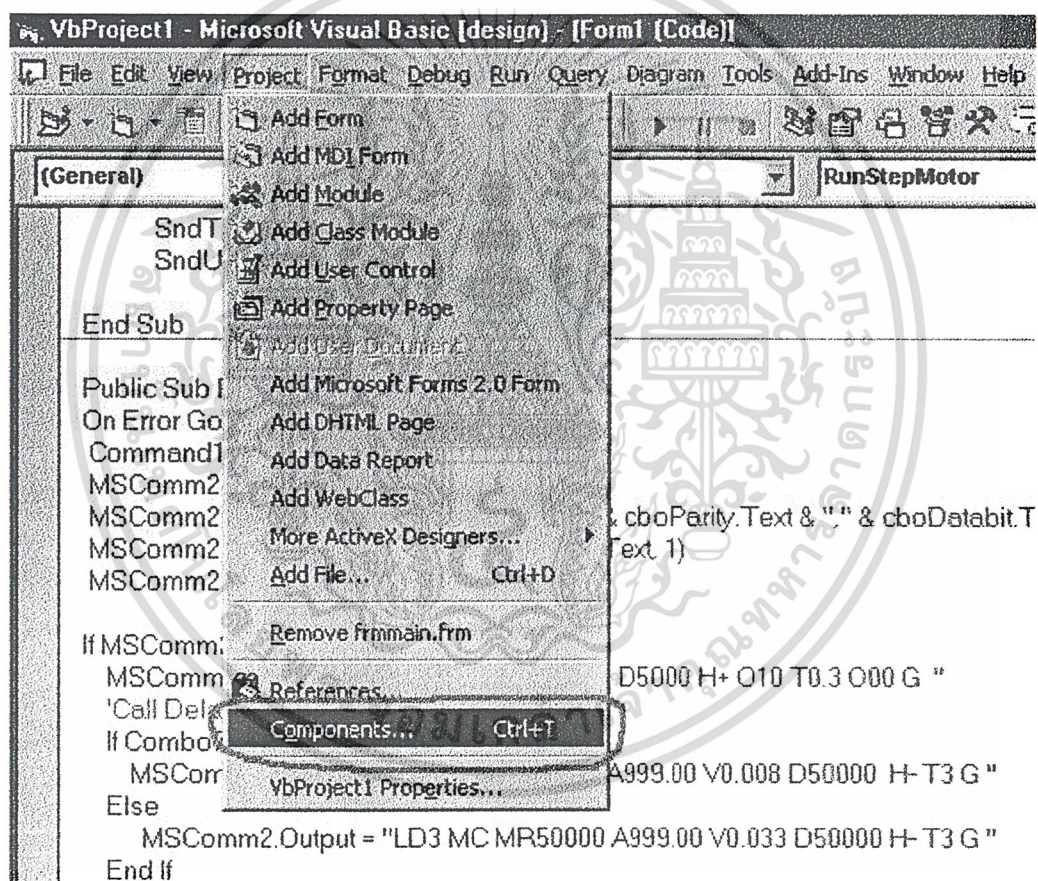 VbProject1 - Microsoft Visual Basic [design] - [Form1 (Code)]
File Edit View Project Format Debug Run Query Diagram Tools Add-Ins Window Help
(General) RunStepMotor
Add Form
Add MDI Form
Add Module
Add Class Module
Add User Control
Add Property Page
Add User Document
Add Microsoft Forms 2.0 Form
Add DHTML Page
Add Data Report
Add WebClass
More ActiveX Designers...
Add File... Ctrl+D
Remove frmmain.frm
References...
Components... Ctrl+T
VbProject1 Properties...
SndT
SndU
End Sub
Public Sub
On Error Go
Command1
MSComm2
MSComm2 & cboParity.Text & "," & cboDatabit.T
MSComm2 Text, 1)
MSComm2
If MSComm
MSComm D5000 H+ O10 T0.3 O00 G "
'Call Dela
If Combo
MSCom A999.00 V0.008 D50000 H- T3 G "
Else
MSComm2.Output = "LD3 MC MR50000 A999.00 V0.033 D50000 H- T3 G "
End If